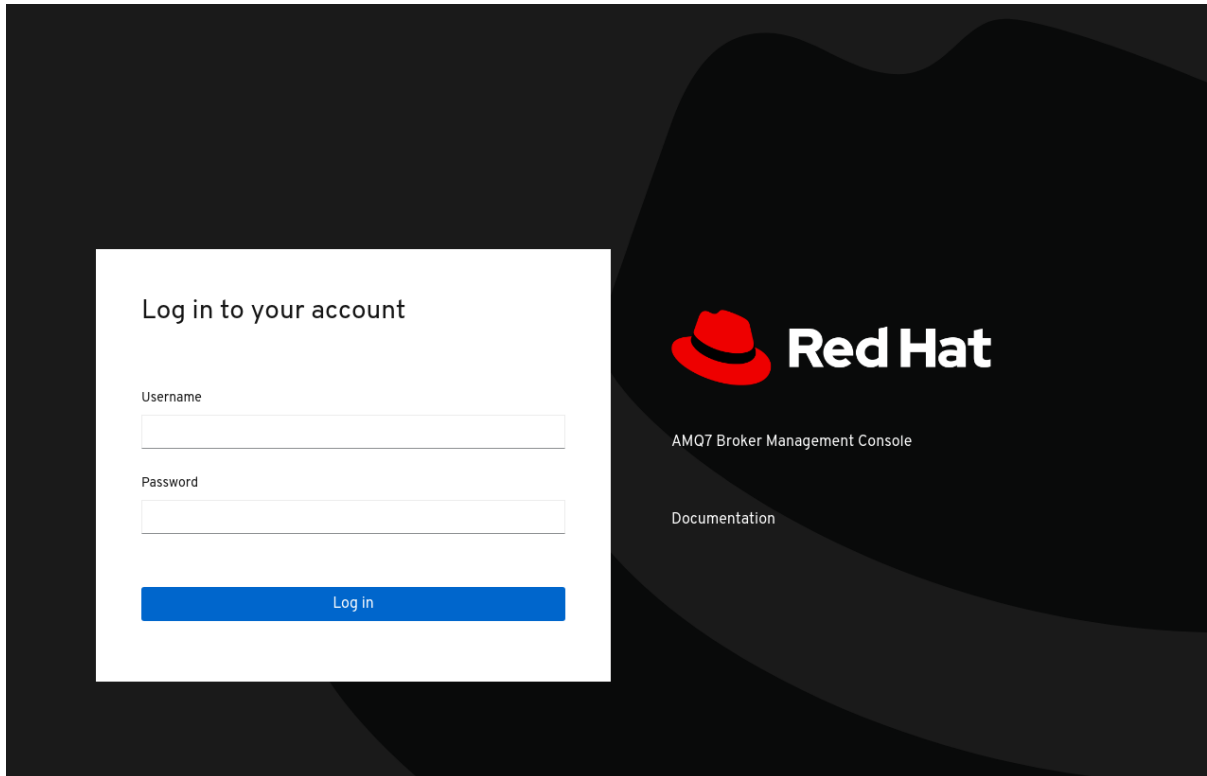 Log in to your account
Username
Password
Log in
Red Hat
AMQ7 Broker Management Console
Documentation